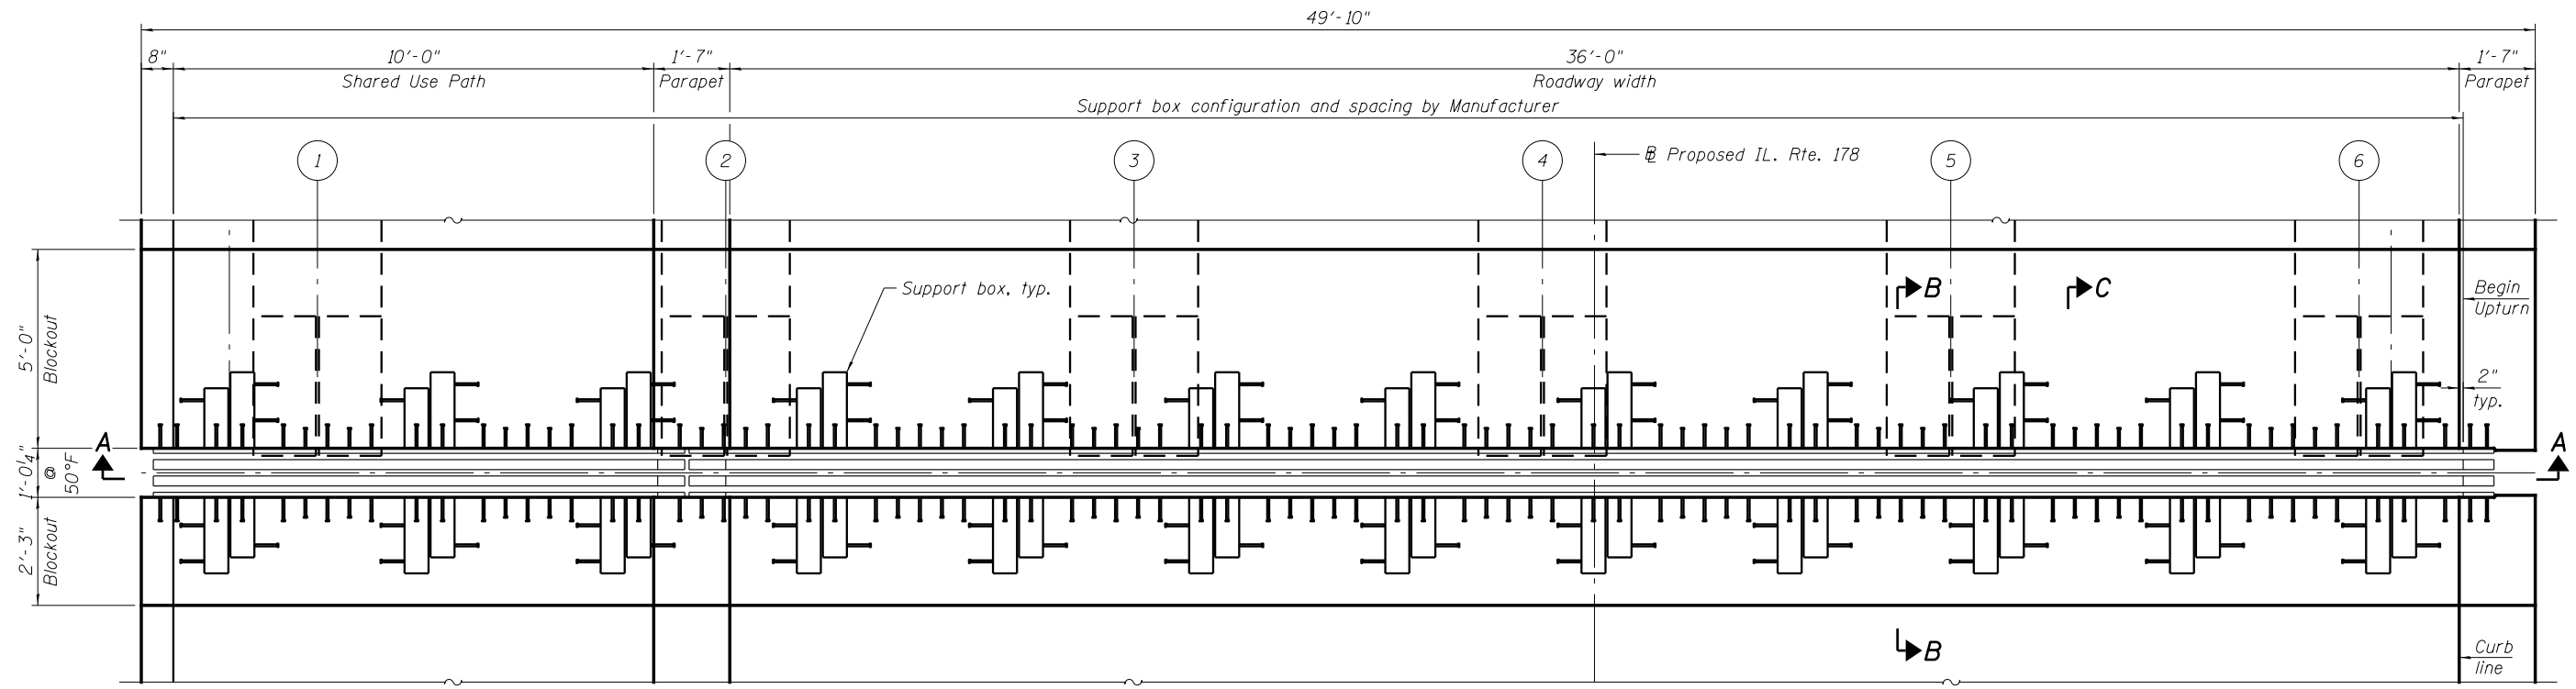 49'-10"
8" 10'-0" 1'-7" 36'-0" 1'-7"
Shared Use Path Parapet Roadway width Parapet
Support box configuration and spacing by Manufacturer
1 2 3 4 5 6
℄ Proposed IL. Rte. 178
Support box, typ.
B C
Begin
Upturn
5'-0"
Blockout
2"
typ.
A A
1'-0¼"
@
50°F
2'-3"
Blockout
B
Curb
line